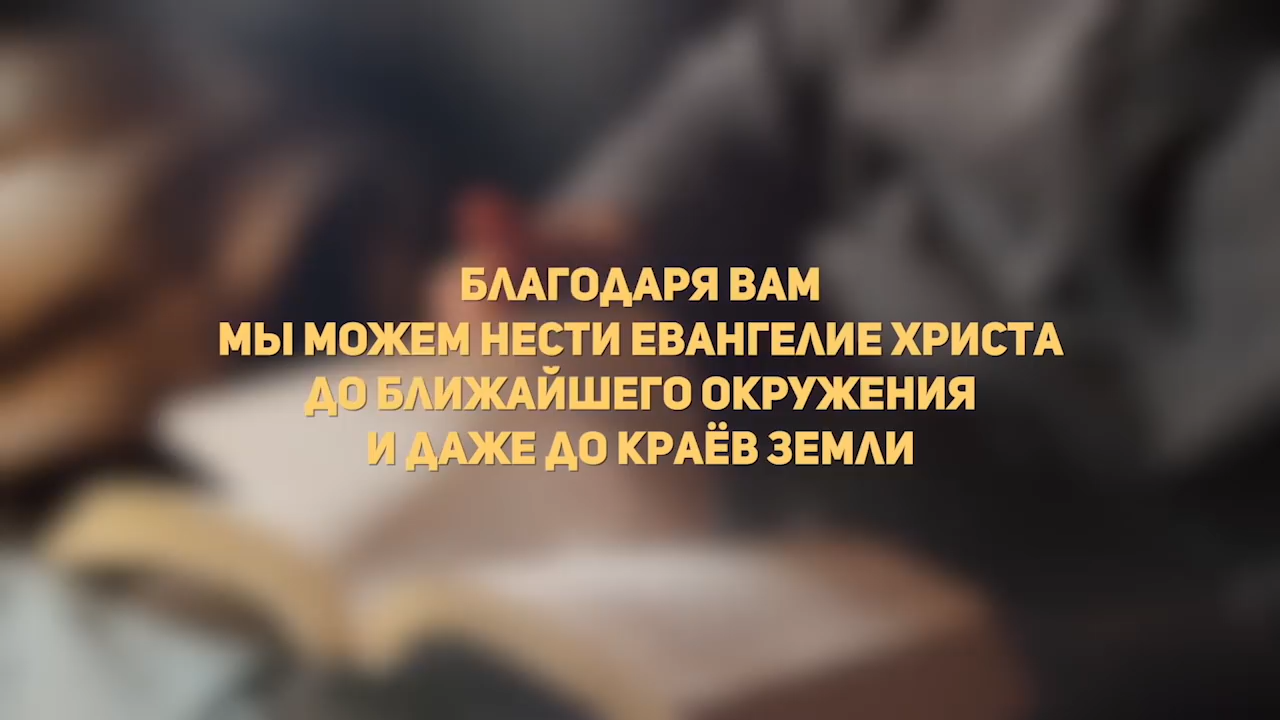 БЛАГОДАРЯ ВАМ
МЫ МОЖЕМ НЕСТИ ЕВАНГЕЛИЕ ХРИСТА
ДО БЛИЖАЙШЕГО ОКРУЖЕНИЯ
И ДАЖЕ ДО КРАЁВ ЗЕМЛИ